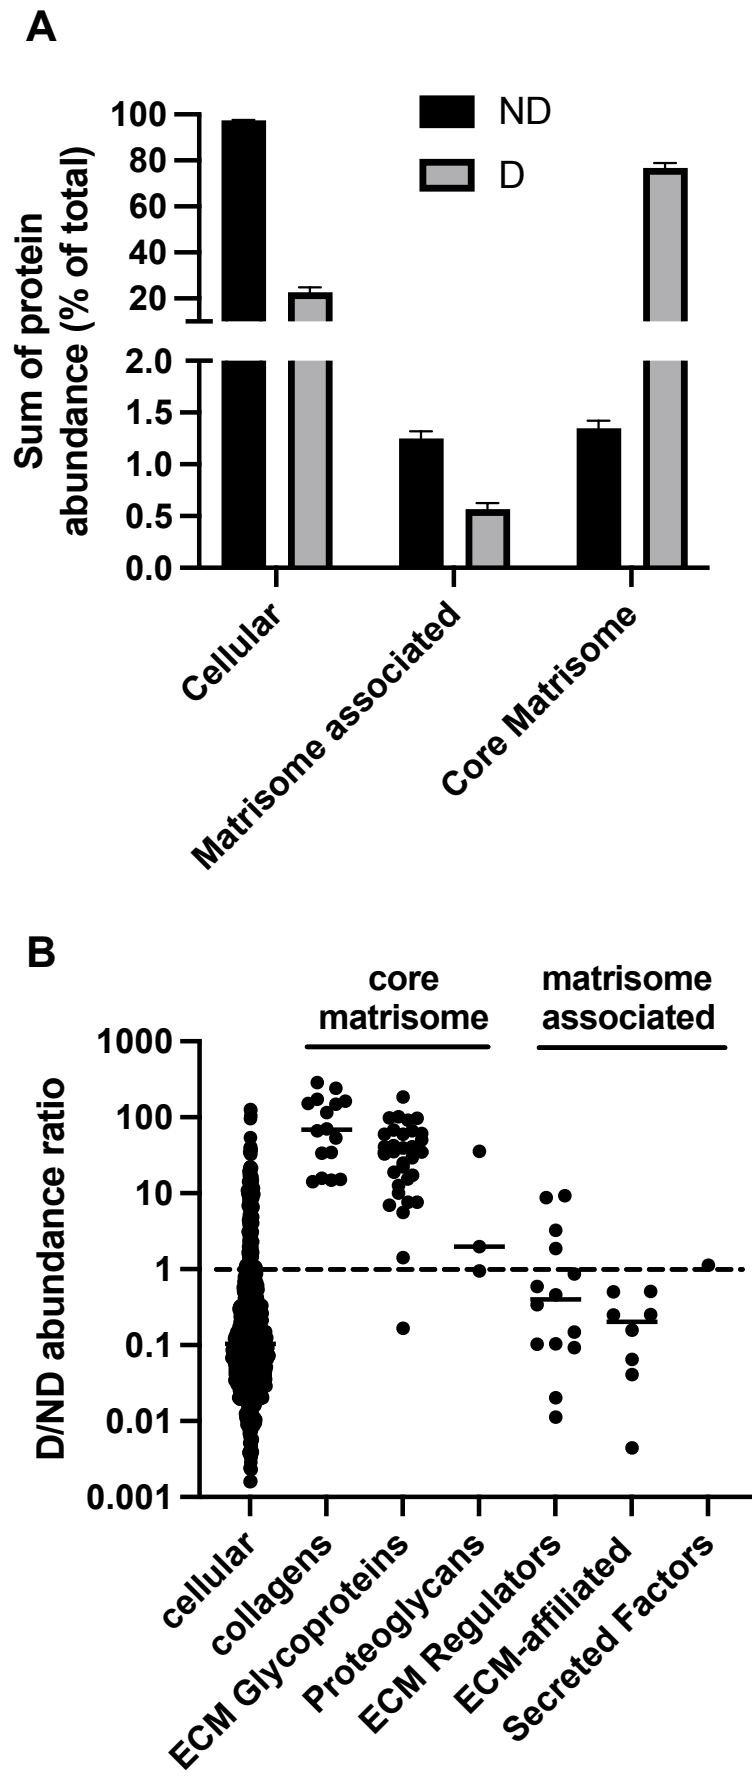 A
ND
D
Sum of protein
abundance (% of total)
100
80
60
40
20
2.0
1.5
1.0
0.5
0.0
Cellular
Matrisome associated
Core Matrisome
B
core
matrisome
matrisome
associated
D/ND abundance ratio
1000
100
10
1
0.1
0.01
0.001
cellular
collagens
ECM Glycoproteins
Proteoglycans
ECM Regulators
ECM-affiliated
Secreted Factors